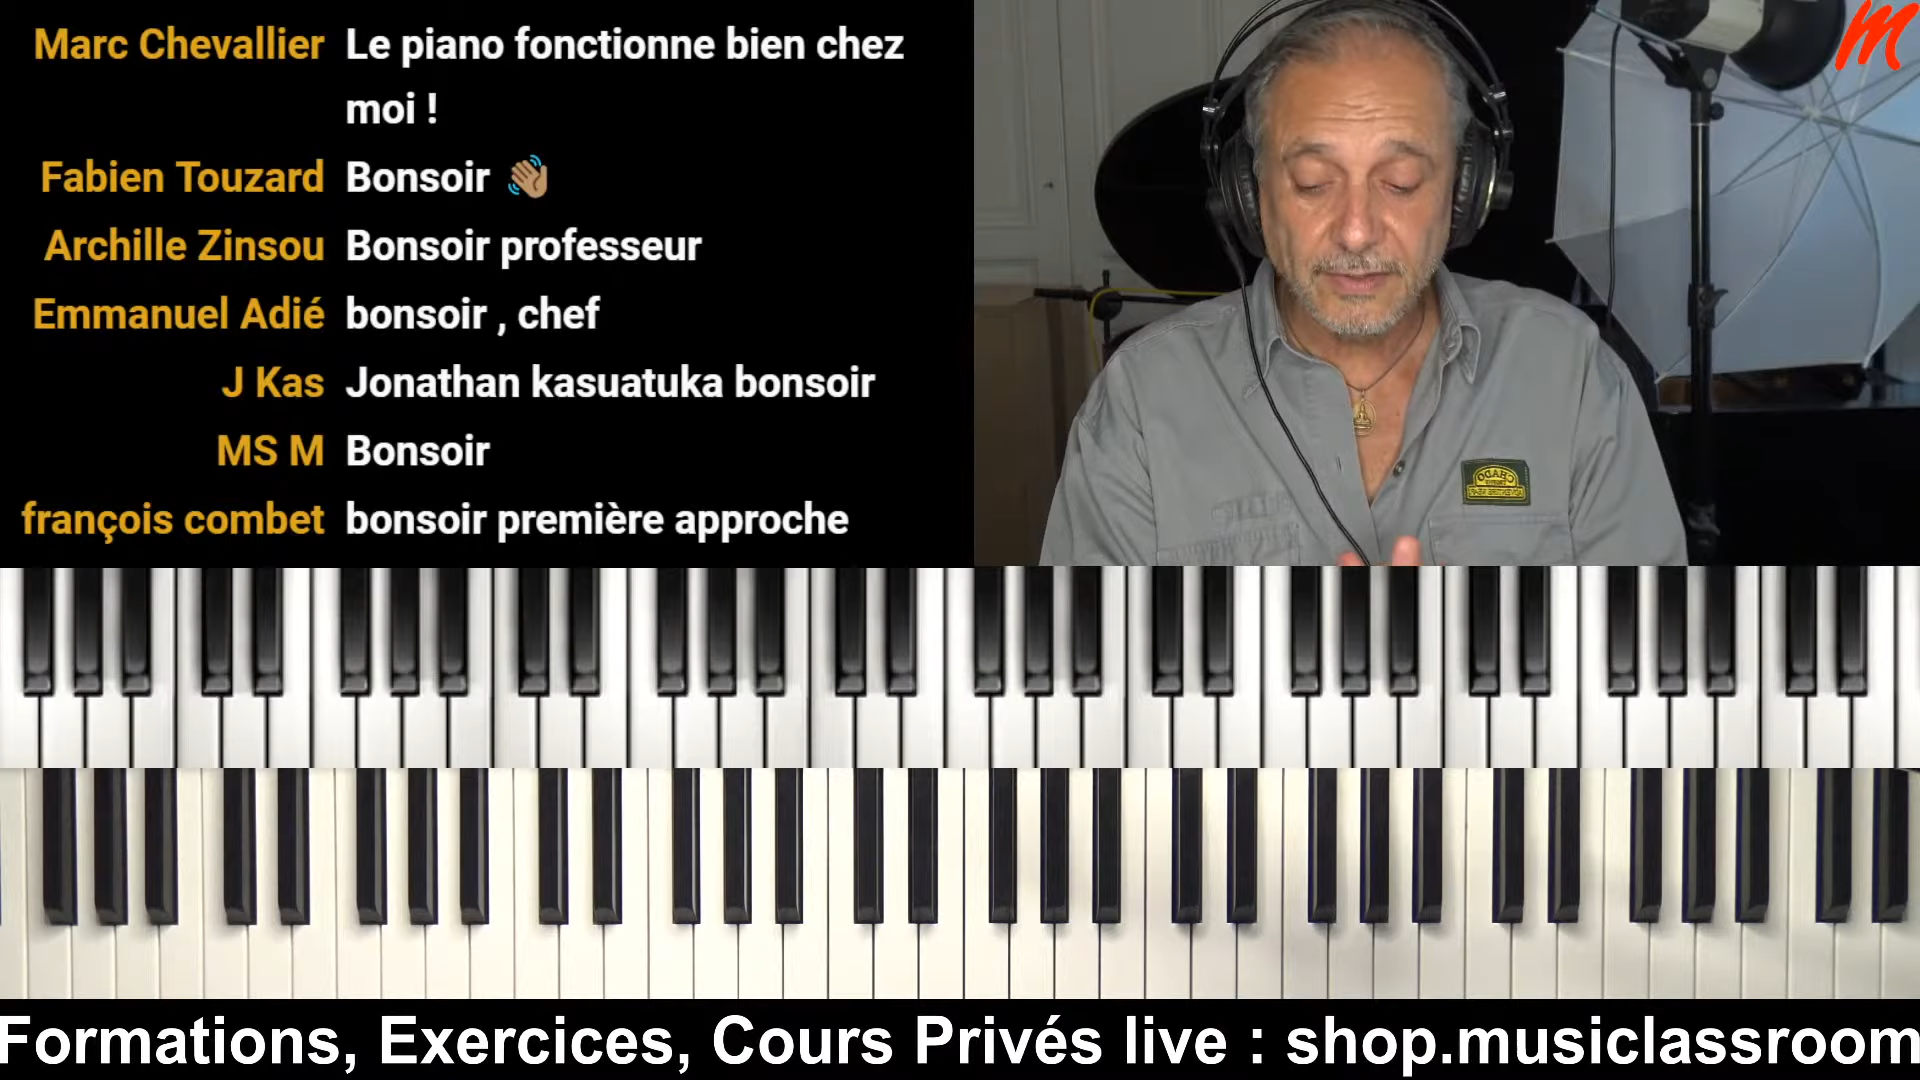 Marc Chevallier Le piano fonctionne bien chez
moi !
Fabien Touzard Bonsoir 👋🏽
Archille Zinsou Bonsoir professeur
Emmanuel Adié bonsoir , chef
J Kas Jonathan kasuatuka bonsoir
MS M Bonsoir
françois combet bonsoir première approche
M
CHADO
Formations, Exercices, Cours Privés live : shop.musiclassroom